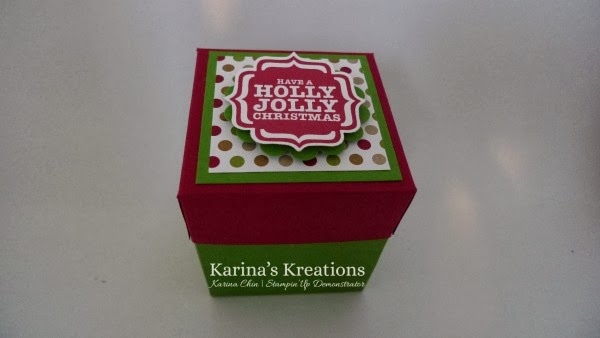 HAVE A
HOLLY
JOLLY
CHRISTMAS
Karina's Kreations
Karina Chin | Stampin'Up Demonstrator